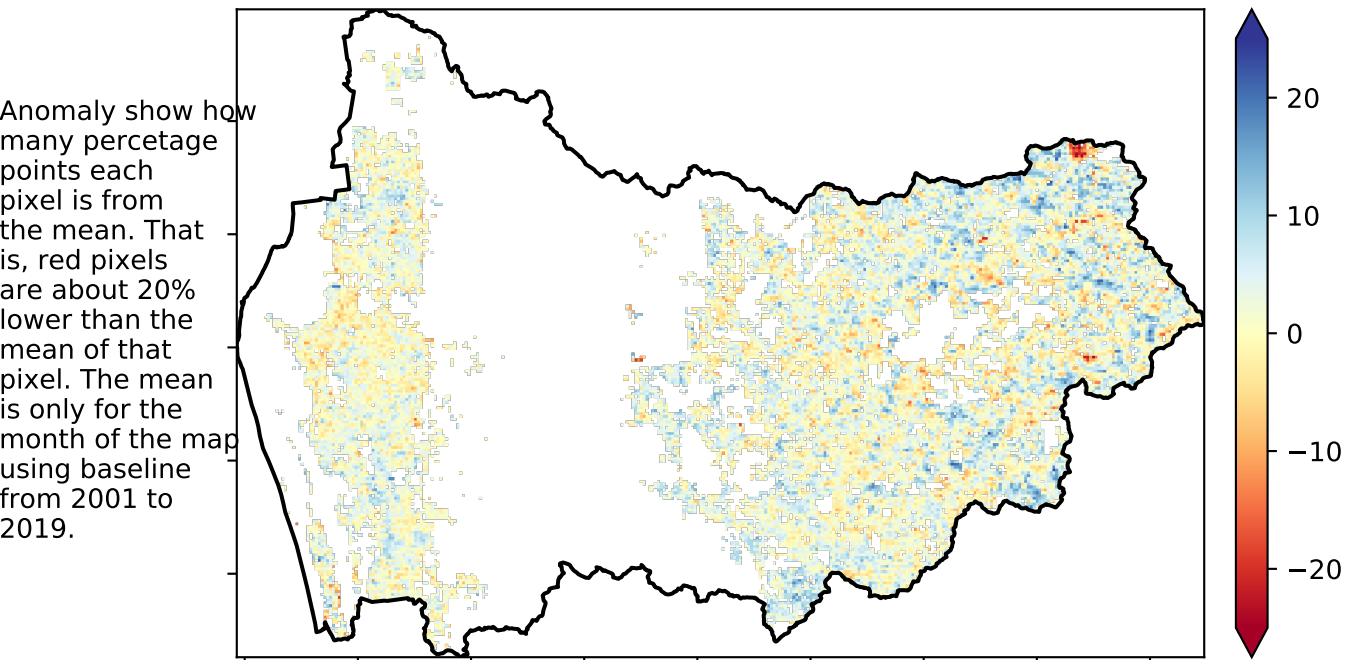 Anomaly show how
many percetage
points each
pixel is from
the mean. That
is, red pixels
are about 20%
lower than the
mean of that
pixel. The mean
is only for the
month of the map
using baseline
from 2001 to
2019.
20
10
0
−10
−20